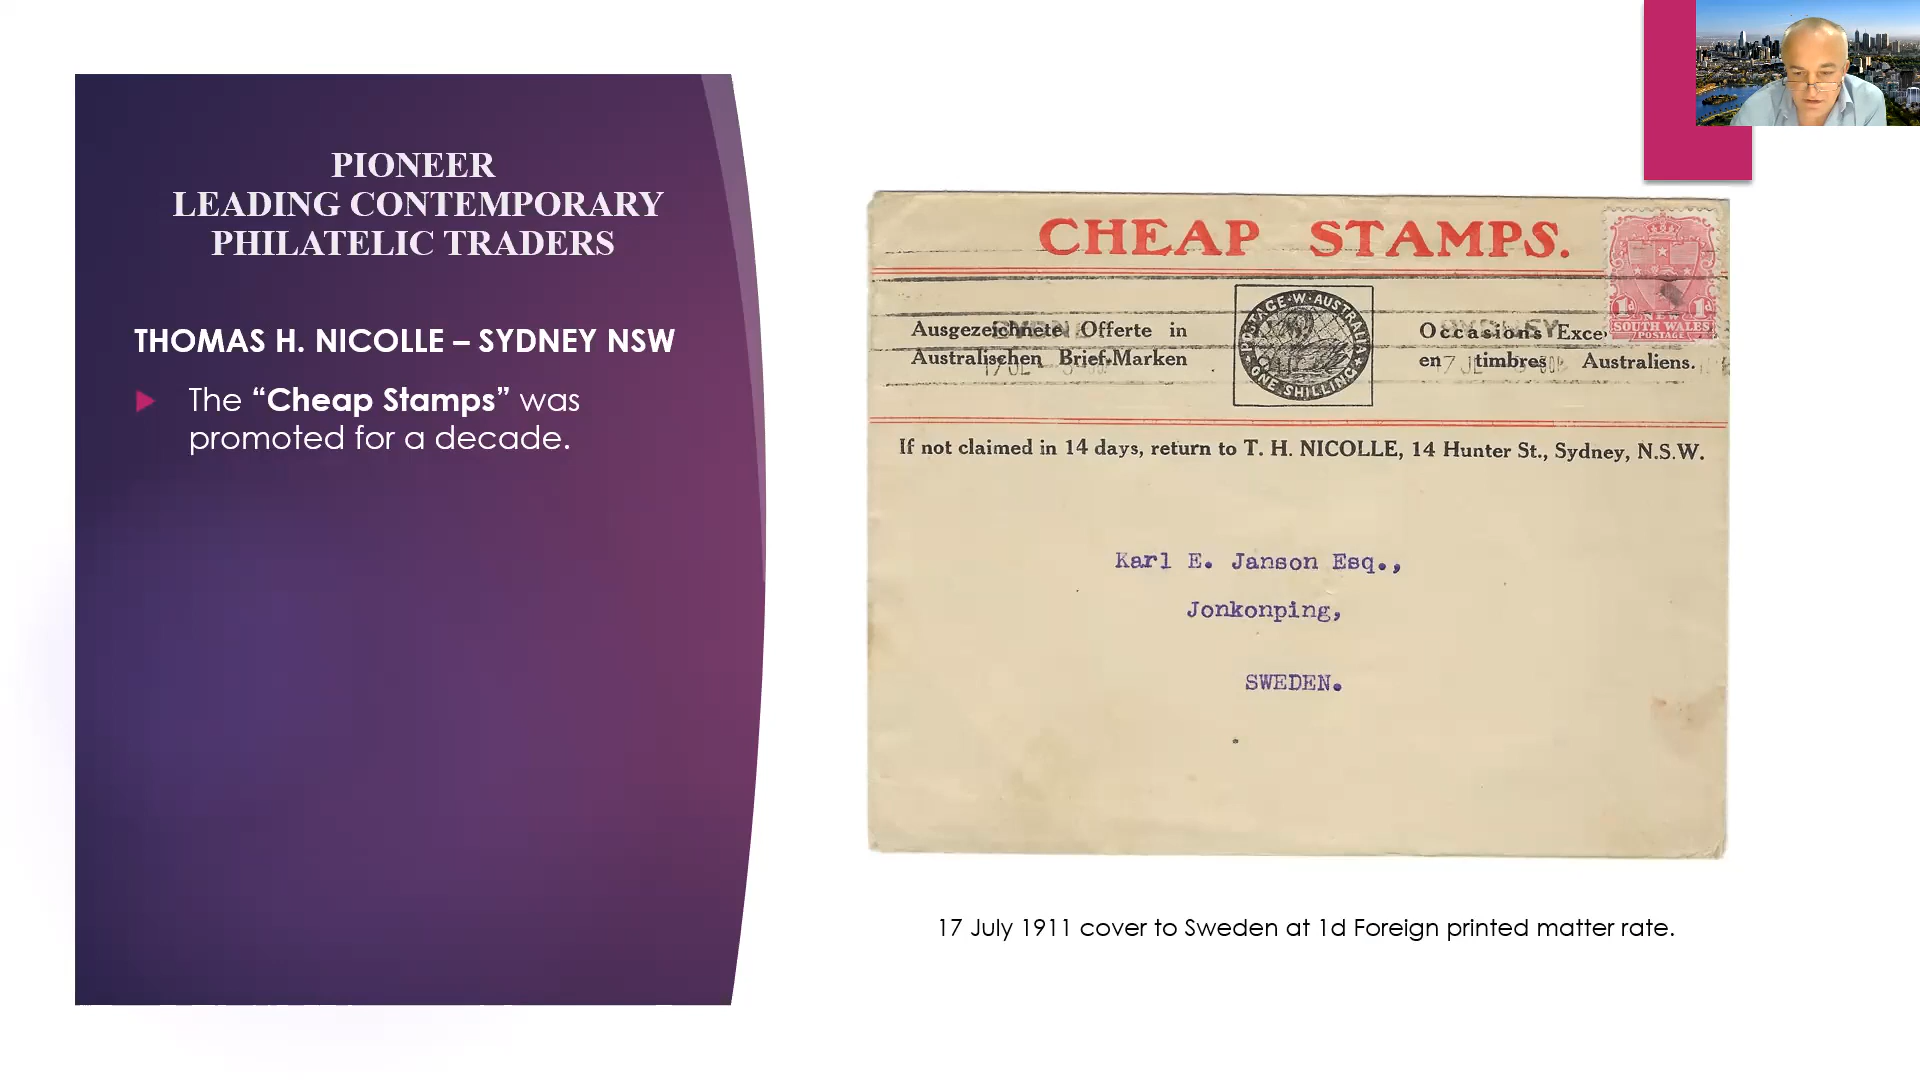 PIONEER
LEADING CONTEMPORARY
PHILATELIC TRADERS
THOMAS H. NICOLLE – SYDNEY NSW
The “Cheap Stamps” was
promoted for a decade.
CHEAP STAMPS.
Ausgezeichnete Offerte in
Australischen Brief-Marken
POSTAGE · W · AUSTRALIA
ONE SHILLING
Occasions Exce
en timbres Australiens.
SYDNEY
1d 1d
NEW
SOUTH WALES
POSTAGE
If not claimed in 14 days, return to T. H. NICOLLE, 14 Hunter St., Sydney, N.S.W.
Karl E. Janson Esq.,
Jonkonping,
SWEDEN.
17 July 1911 cover to Sweden at 1d Foreign printed matter rate.